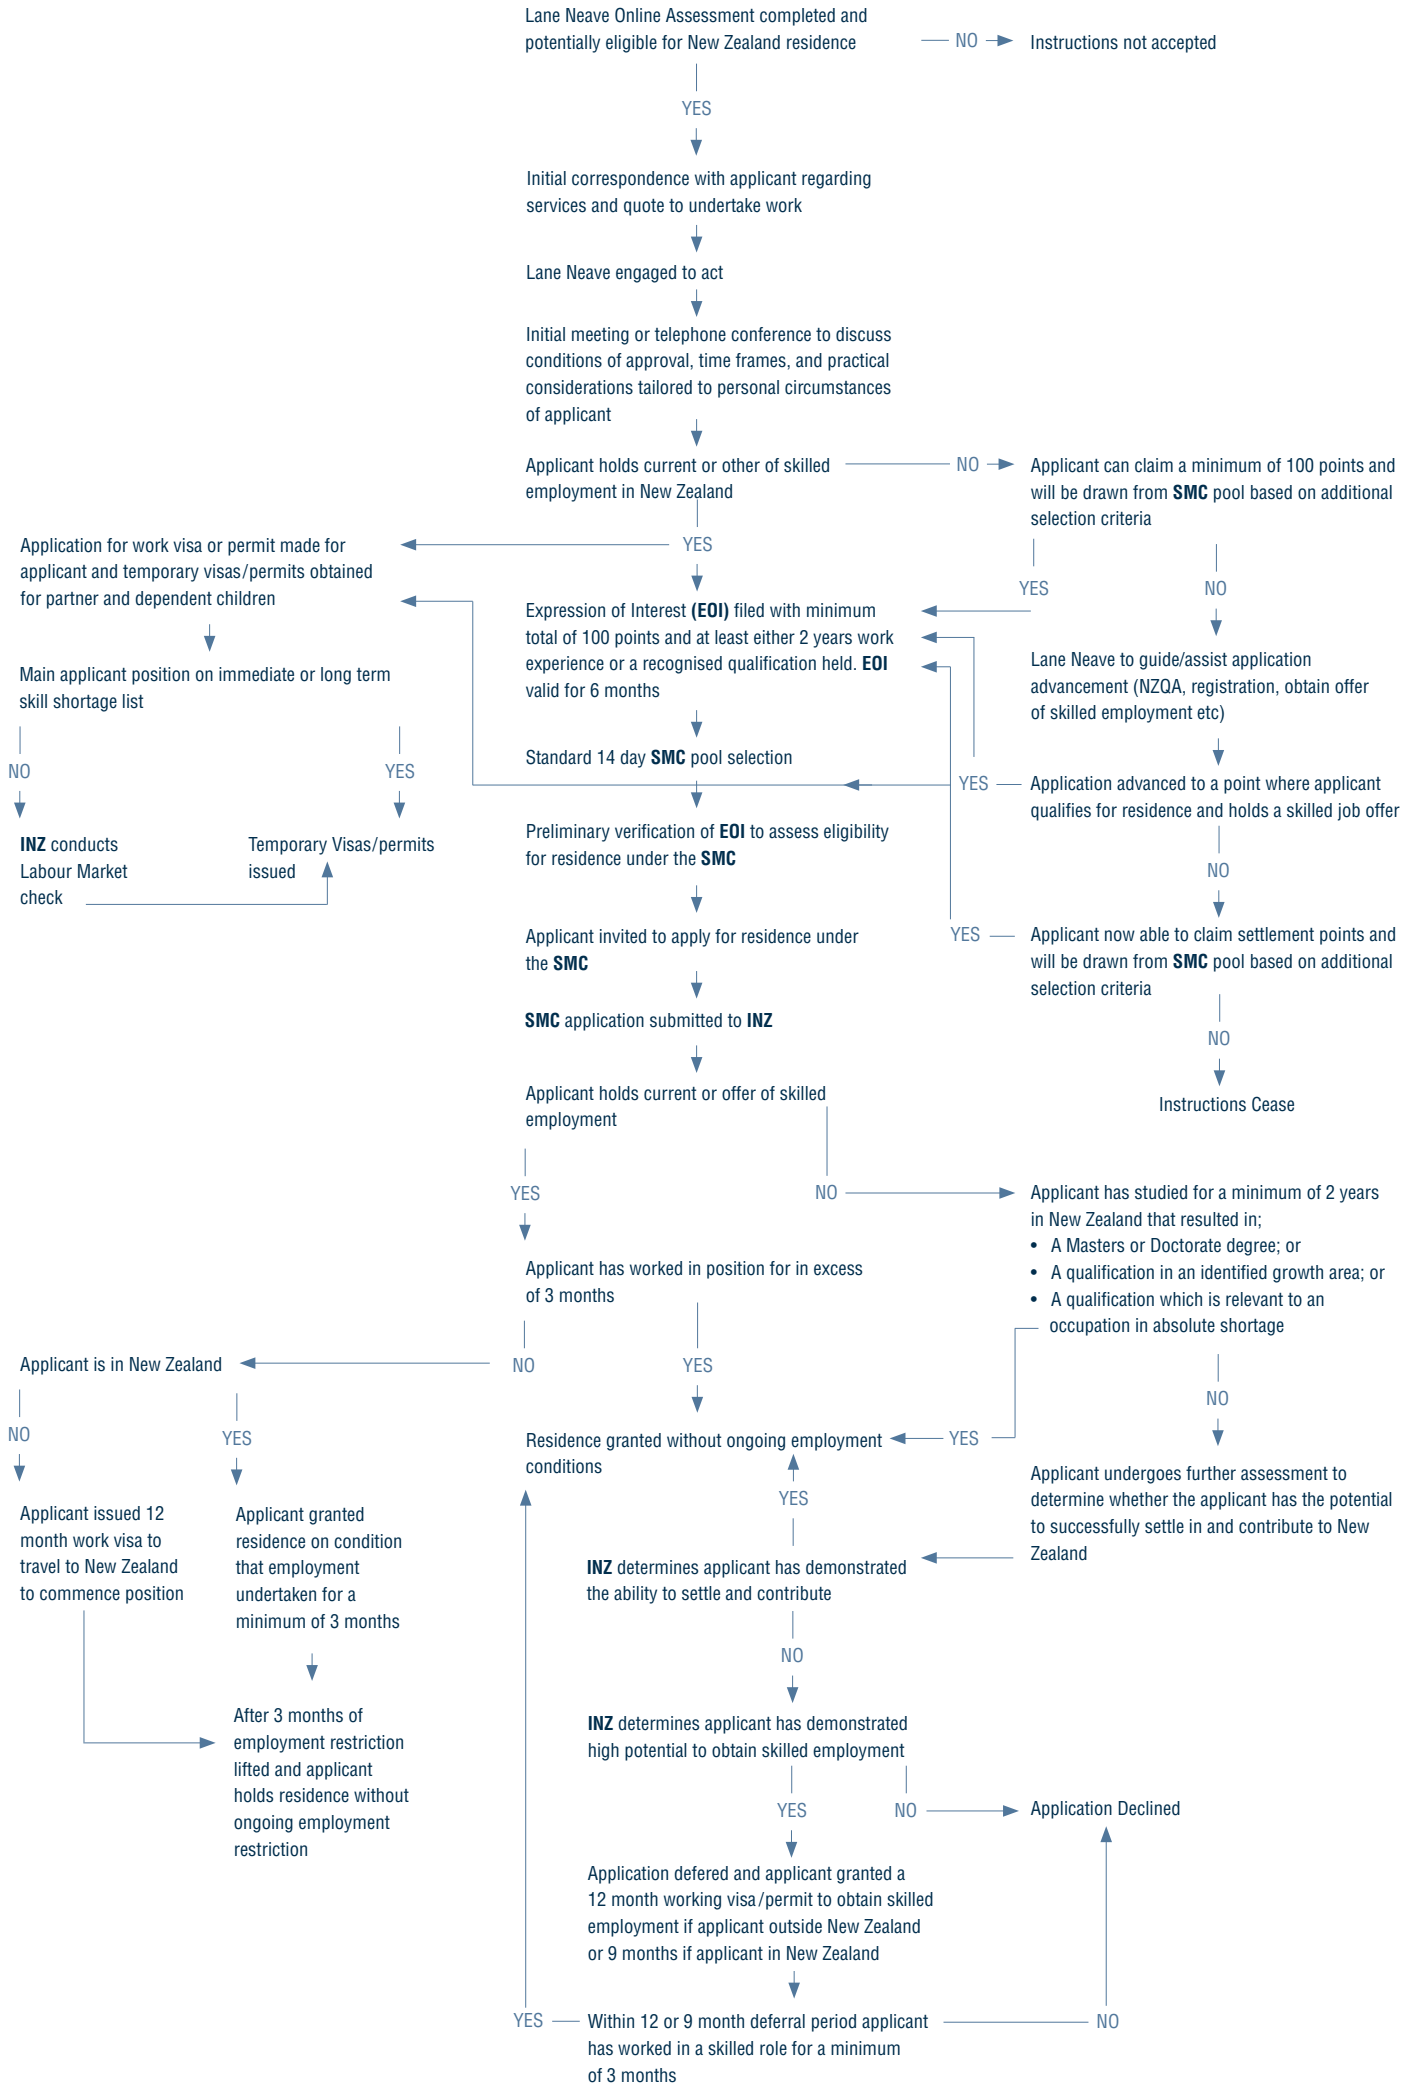 Lane Neave Online Assessment completed and
potentially eligible for New Zealand residence
NO
Instructions not accepted
YES
Initial correspondence with applicant regarding
services and quote to undertake work
Lane Neave engaged to act
Initial meeting or telephone conference to discuss
conditions of approval, time frames, and practical
considerations tailored to personal circumstances
of applicant
Applicant holds current or other of skilled
employment in New Zealand
NO
Applicant can claim a minimum of 100 points and
will be drawn from SMC pool based on additional
selection criteria
YES
Application for work visa or permit made for
applicant and temporary visas/permits obtained
for partner and dependent children
YES
NO
Expression of Interest (EOI) filed with minimum
total of 100 points and at least either 2 years work
experience or a recognised qualification held. EOI
valid for 6 months
Lane Neave to guide/assist application
advancement (NZQA, registration, obtain offer
of skilled employment etc)
Main applicant position on immediate or long term
skill shortage list
NO
YES
Standard 14 day SMC pool selection
YES
Application advanced to a point where applicant
qualifies for residence and holds a skilled job offer
INZ conducts
Labour Market
check
Temporary Visas/permits
issued
Preliminary verification of EOI to assess eligibility
for residence under the SMC
NO
Applicant invited to apply for residence under
the SMC
YES
Applicant now able to claim settlement points and
will be drawn from SMC pool based on additional
selection criteria
SMC application submitted to INZ
NO
Applicant holds current or offer of skilled
employment
Instructions Cease
YES
NO
Applicant has studied for a minimum of 2 years
in New Zealand that resulted in;
• A Masters or Doctorate degree; or
• A qualification in an identified growth area; or
• A qualification which is relevant to an
occupation in absolute shortage
Applicant has worked in position for in excess
of 3 months
Applicant is in New Zealand
NO
YES
NO
NO
YES
Residence granted without ongoing employment
conditions
YES
Applicant undergoes further assessment to
determine whether the applicant has the potential
to successfully settle in and contribute to New
Zealand
YES
Applicant issued 12
month work visa to
travel to New Zealand
to commence position
Applicant granted
residence on condition
that employment
undertaken for a
minimum of 3 months
INZ determines applicant has demonstrated
the ability to settle and contribute
NO
After 3 months of
employment restriction
lifted and applicant
holds residence without
ongoing employment
restriction
INZ determines applicant has demonstrated
high potential to obtain skilled employment
YES
NO
Application Declined
Application defered and applicant granted a
12 month working visa/permit to obtain skilled
employment if applicant outside New Zealand
or 9 months if applicant in New Zealand
YES
Within 12 or 9 month deferral period applicant
has worked in a skilled role for a minimum
of 3 months
NO